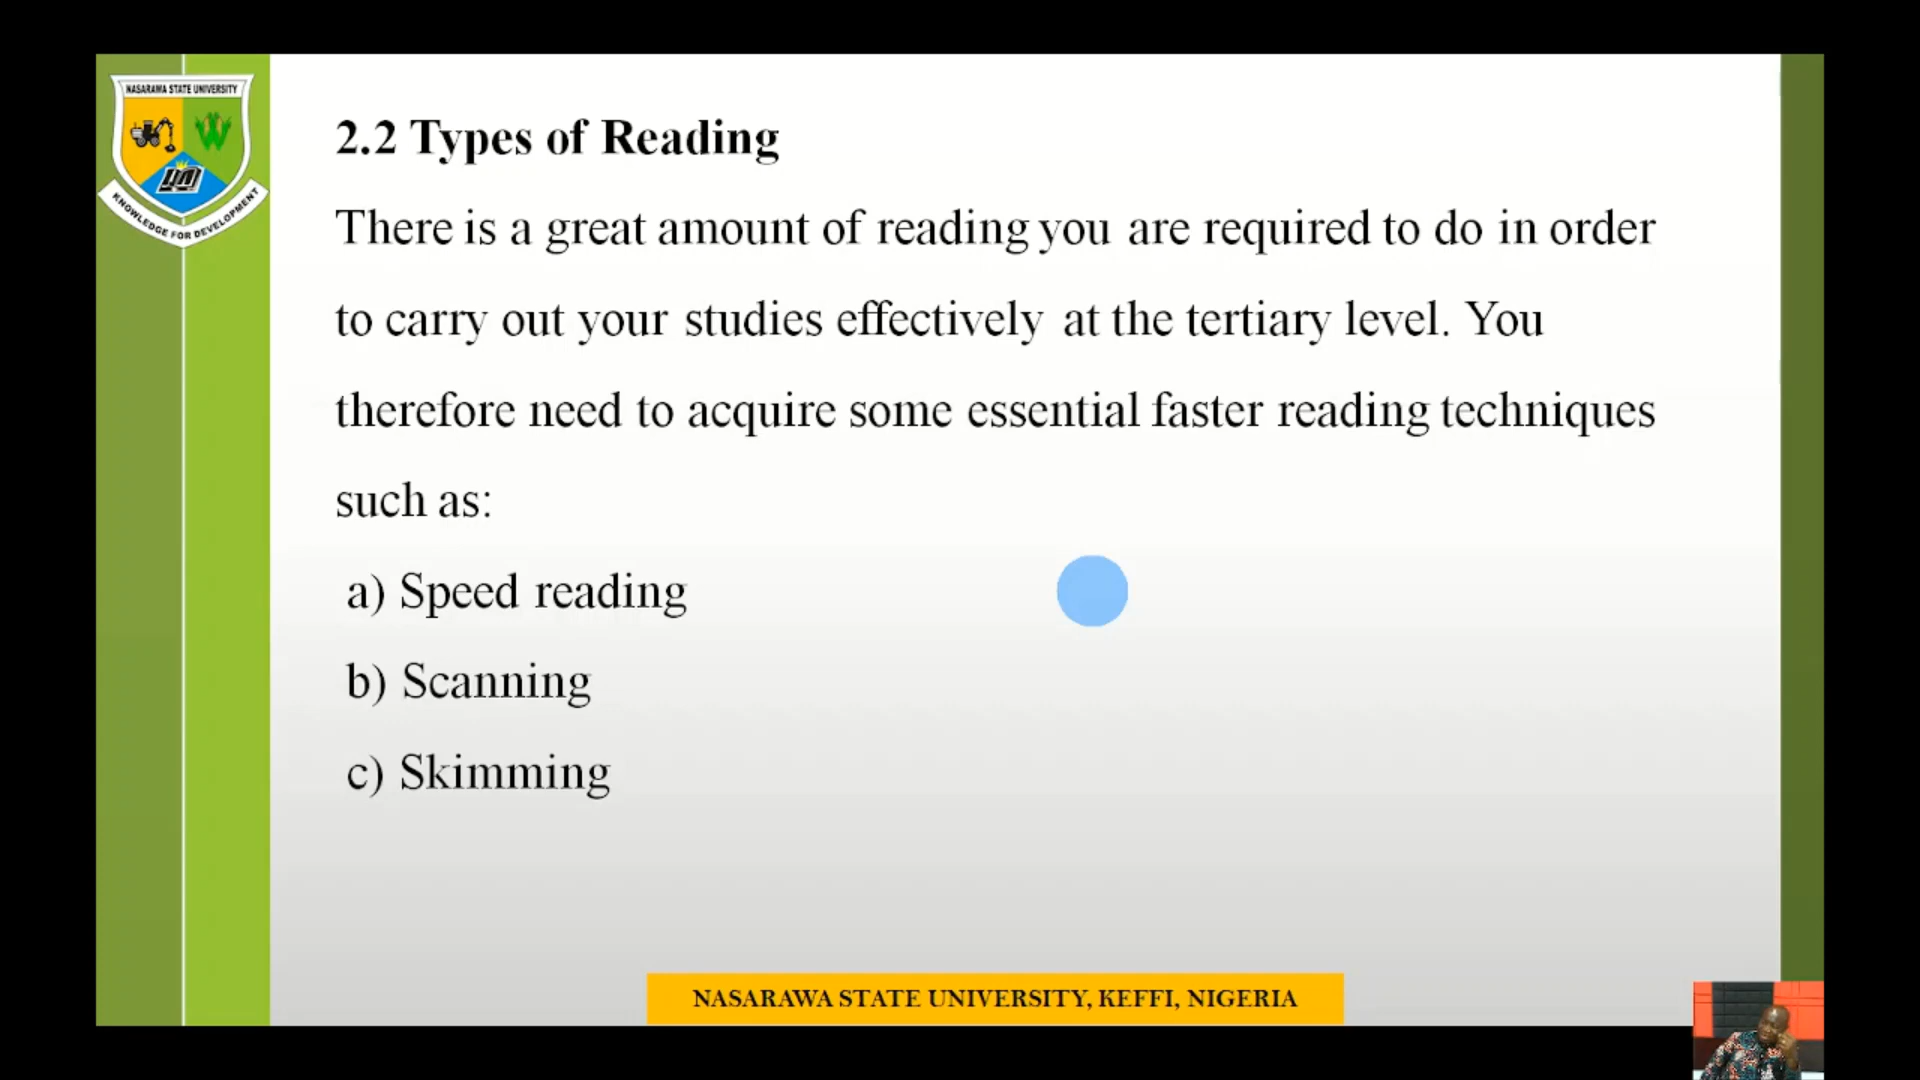 NASARAWA STATE UNIVERSITY
KNOWLEDGE FOR DEVELOPMENT
2.2 Types of Reading
There is a great amount of reading you are required to do in order
to carry out your studies effectively at the tertiary level. You
therefore need to acquire some essential faster reading techniques
such as:
a) Speed reading
b) Scanning
c) Skimming
NASARAWA STATE UNIVERSITY, KEFFI, NIGERIA